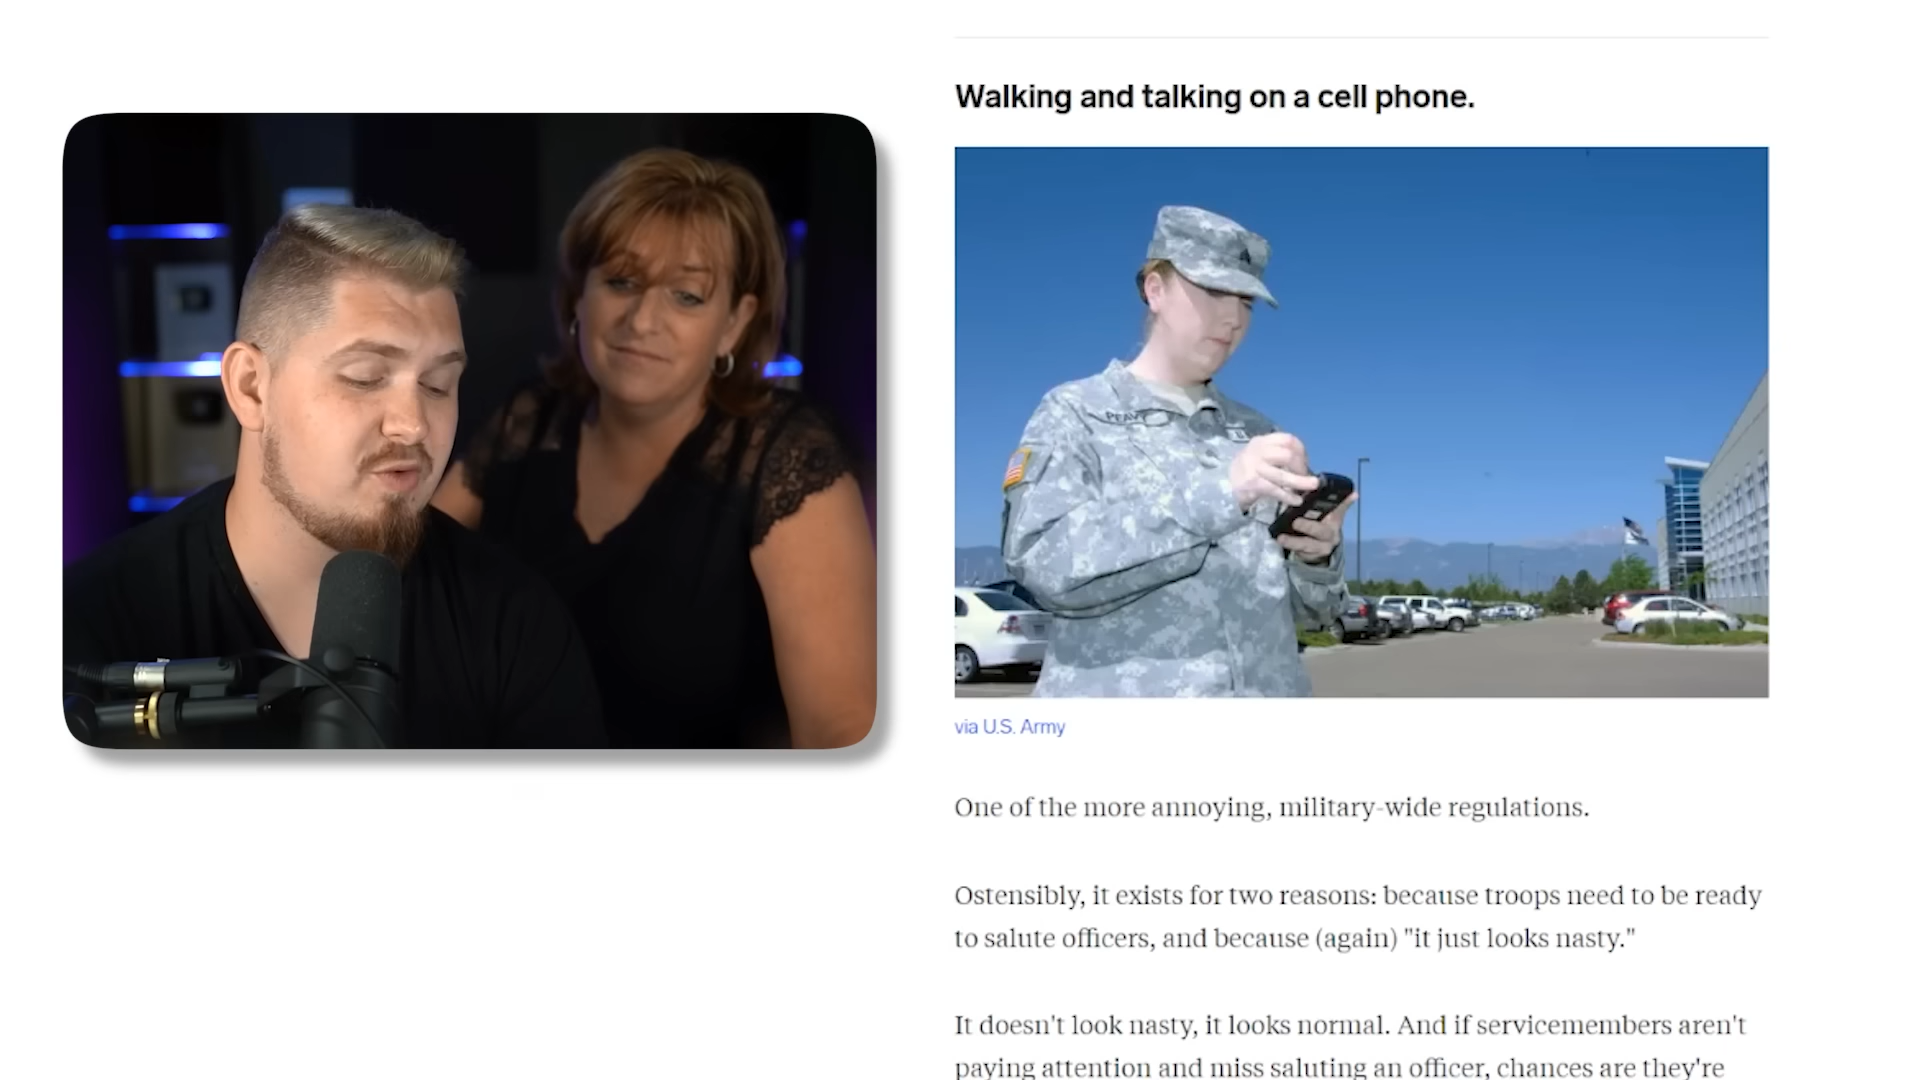 Walking and talking on a cell phone.
PEAVY
via U.S. Army
One of the more annoying, military-wide regulations.
Ostensibly, it exists for two reasons: because troops need to be ready
to salute officers, and because (again) "it just looks nasty."
It doesn't look nasty, it looks normal. And if servicemembers aren't
paying attention and miss saluting an officer, chances are they're